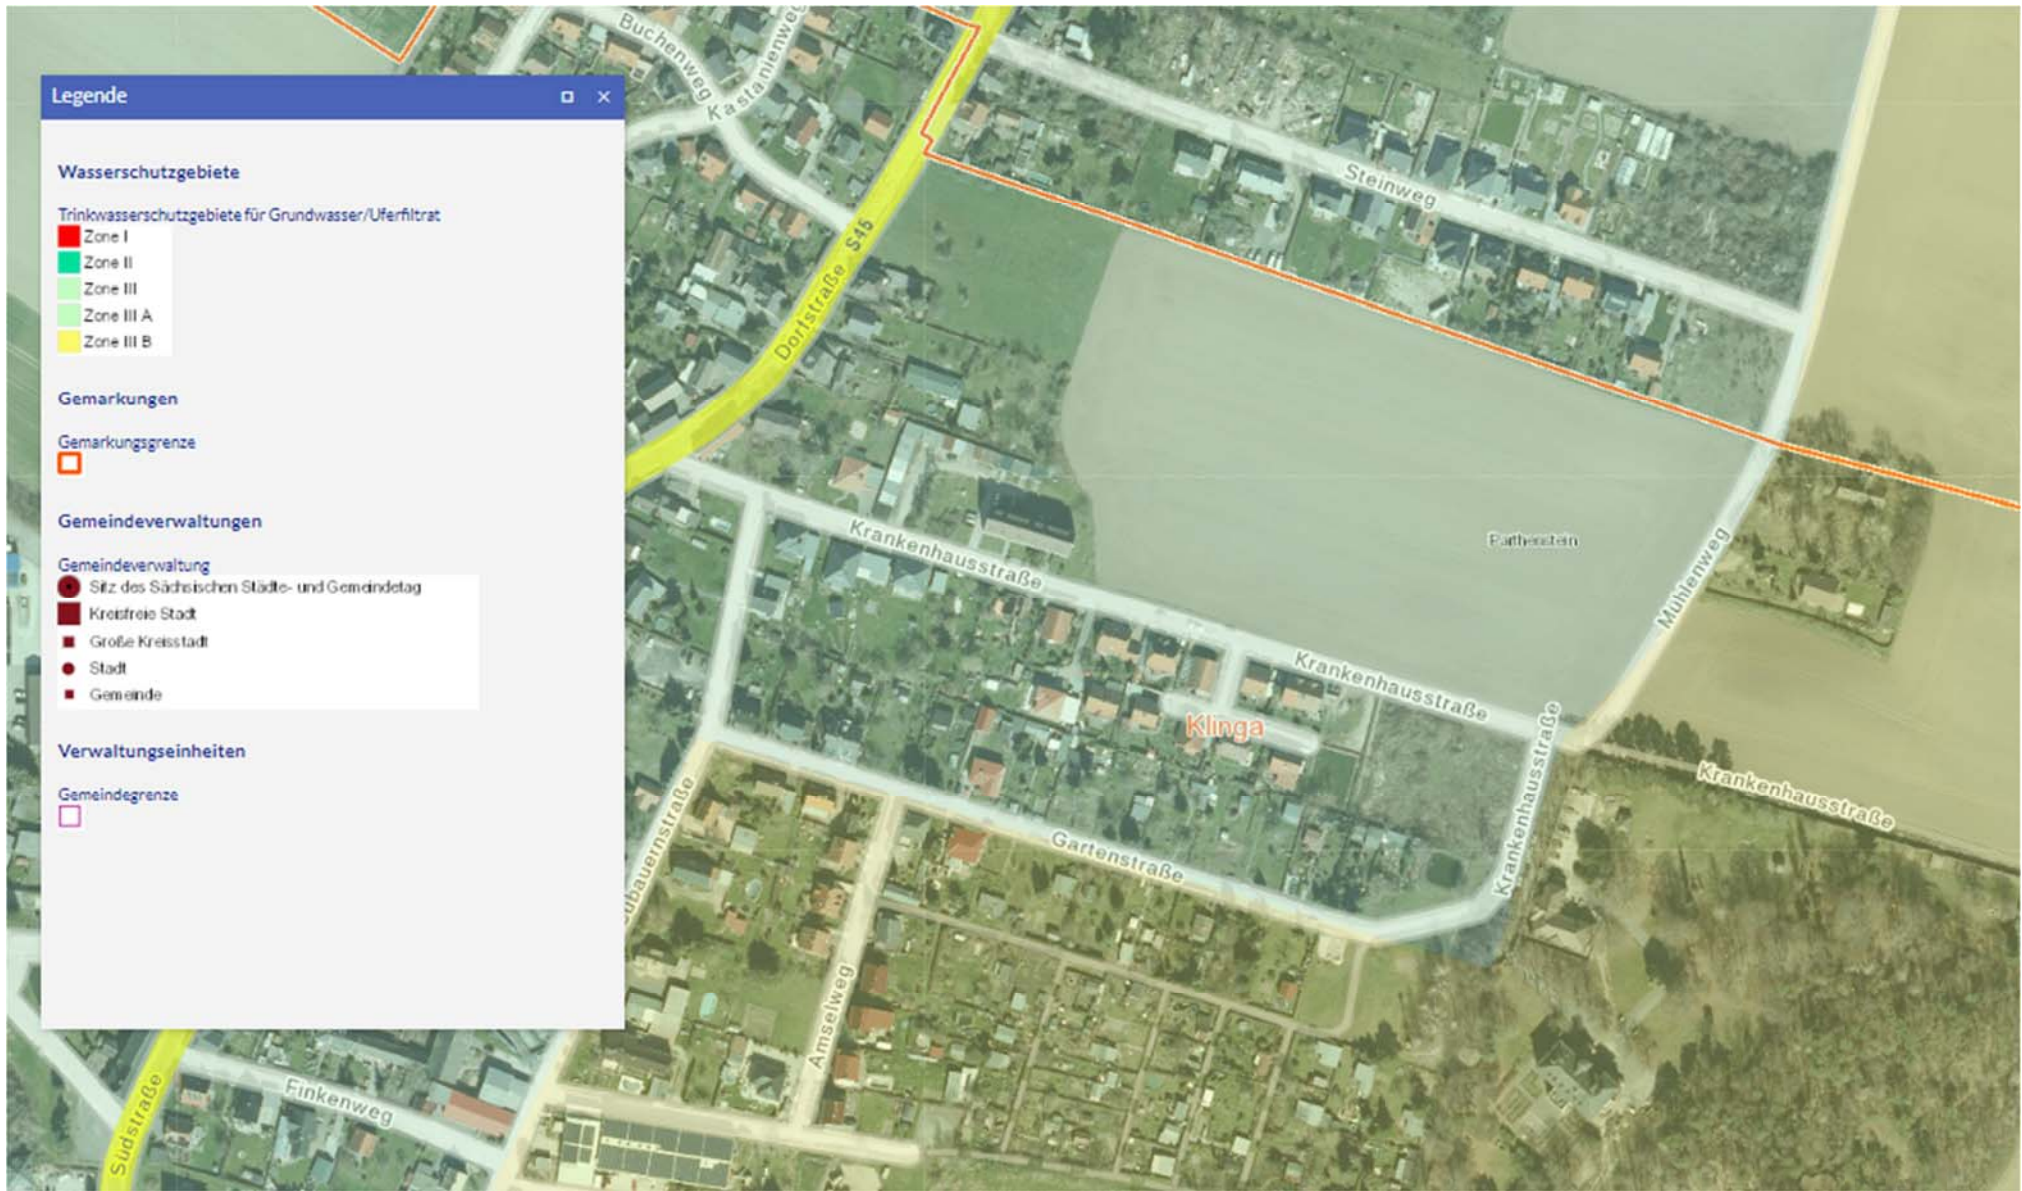 Legende
Wasserschutzgebiete
Trinkwasserschutzgebiete für Grundwasser/Uferfiltrat
Zone I
Zone II
Zone III
Zone III A
Zone III B
Gemarkungen
Gemarkungsgrenze
Gemeindeverwaltungen
Gemeindeverwaltung
Sitz des Sächsischen Städte- und Gemeindetag
Kreisfreie Stadt
Große Kreisstadt
Stadt
Gemeinde
Verwaltungseinheiten
Gemeindegrenze
Buchenweg
Kastanienweg
Steinweg
Dorfstraße S45
Krankenhausstraße
Parthenstein
Mühlenweg
Krankenhausstraße
Klinga
Krankenhausstraße
Krankenhausstraße
Gartenstraße
Amselweg
Finkenweg
Südstraße